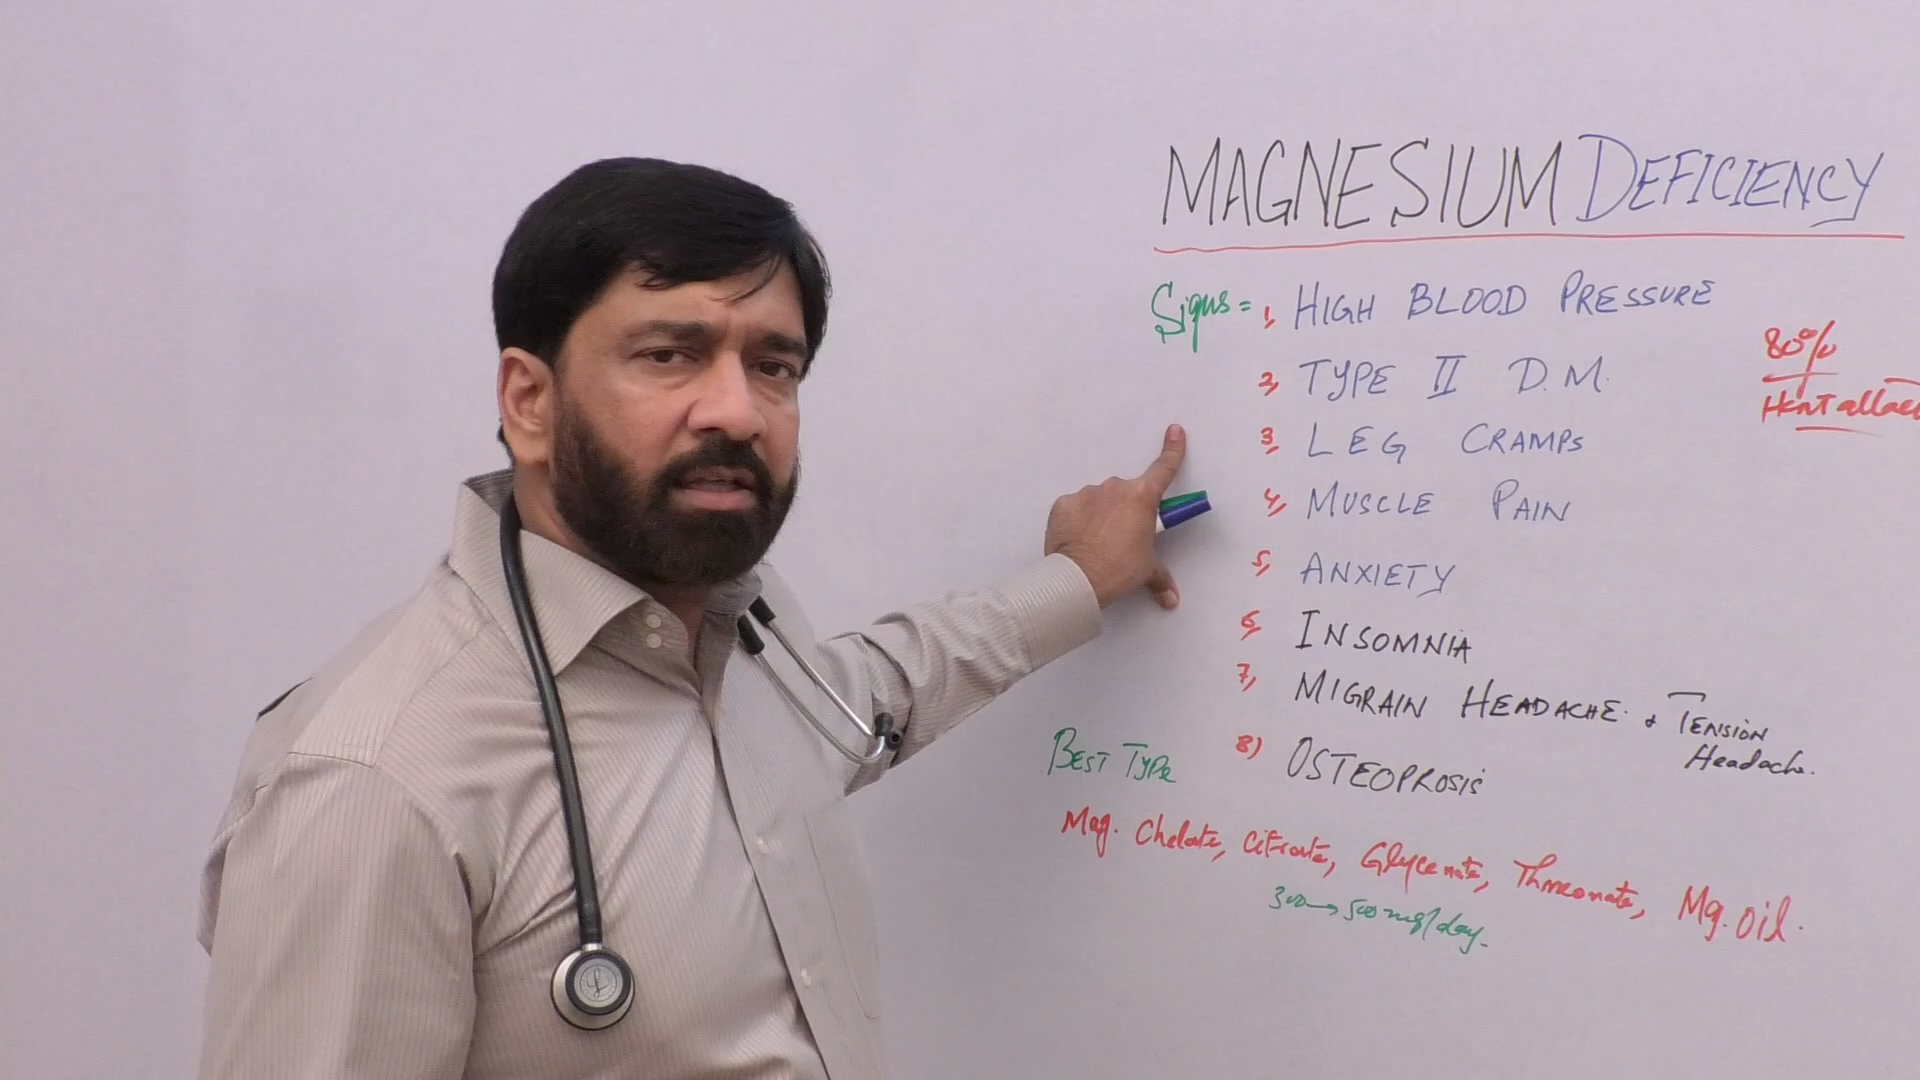 MAGNESIUM DEFICIENCY
Signs = 1, HIGH BLOOD PRESSURE
80%
Heart attack
2, TYPE II D.M.
3, LEG CRAMPS
4, MUSCLE PAIN
5, ANXIETY
6, INSOMNIA
7, MIGRAIN HEADACHE. & TENSION
Headache.
8) OSTEOPROSIS
BEST TYPE
Mag. Chelate, Citrate, Glycenate, Threonate, Mg. Oil.
300→500mg/day.